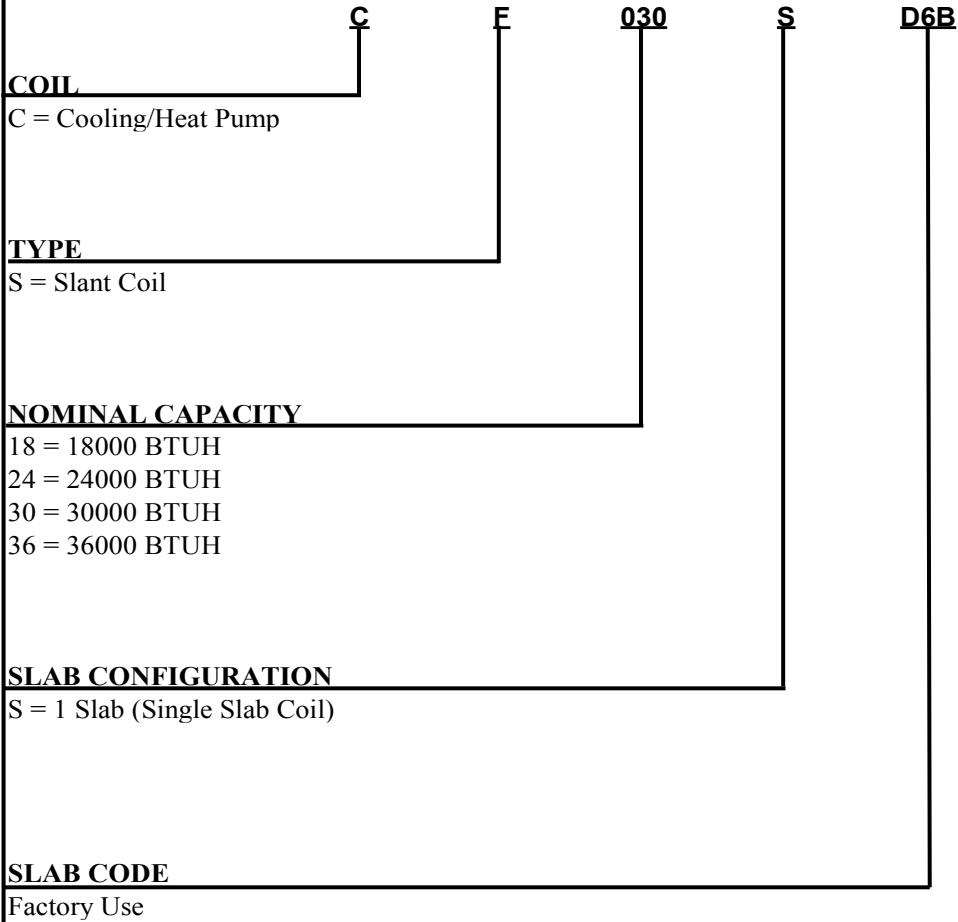 C F 030 S D6B
COIL
C = Cooling/Heat Pump
TYPE
S = Slant Coil
NOMINAL CAPACITY
18 = 18000 BTUH
24 = 24000 BTUH
30 = 30000 BTUH
36 = 36000 BTUH
SLAB CONFIGURATION
S = 1 Slab (Single Slab Coil)
SLAB CODE
Factory Use